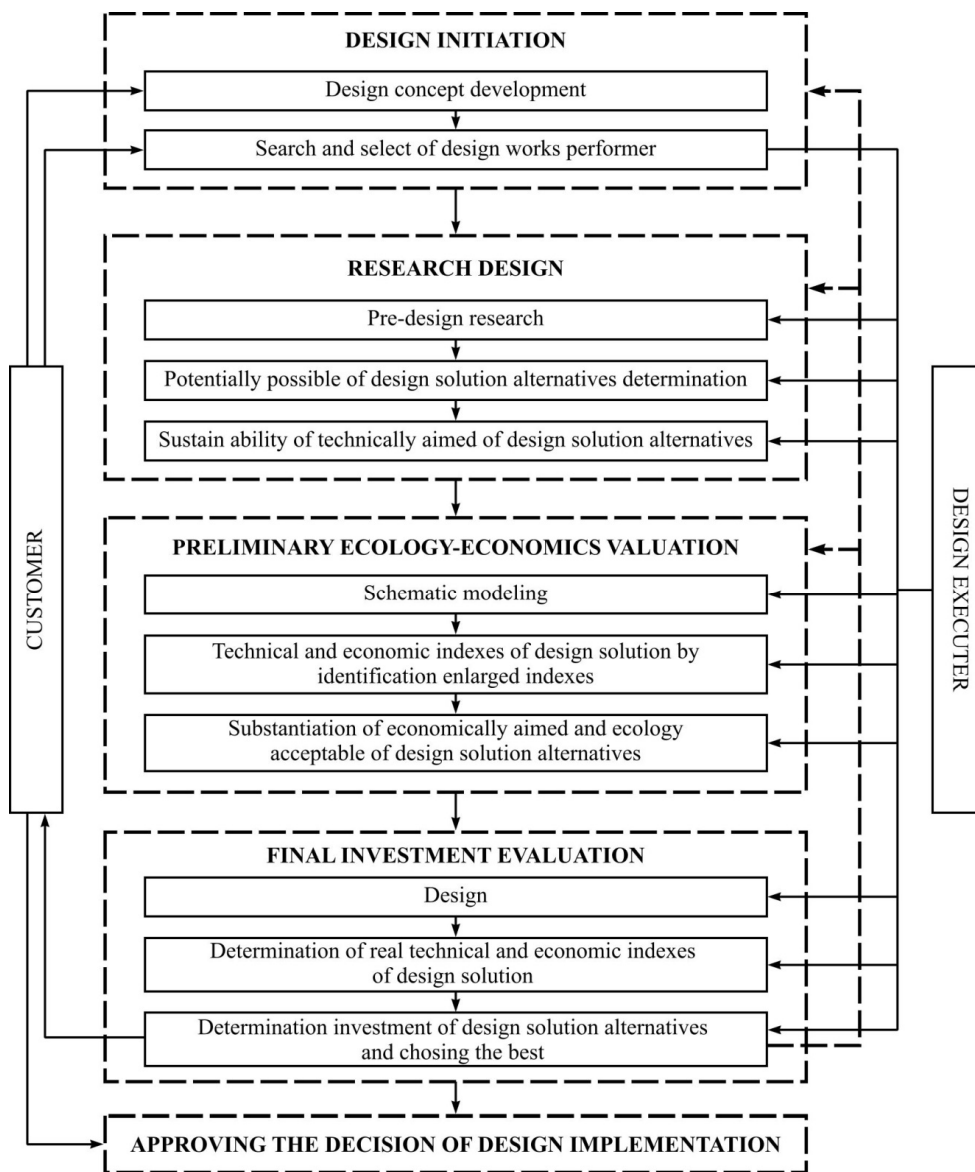 DESIGN INITIATION
Design concept development
Search and select of design works performer
RESEARCH DESIGN
Pre-design research
Potentially possible of design solution alternatives determination
Sustain ability of technically aimed of design solution alternatives
CUSTOMER
DESIGN EXECUTER
PRELIMINARY ECOLOGY-ECONOMICS VALUATION
Schematic modeling
Technical and economic indexes of design solution by
identification enlarged indexes
Substantiation of economically aimed and ecology
acceptable of design solution alternatives
FINAL INVESTMENT EVALUATION
Design
Determination of real technical and economic indexes
of design solution
Determination investment of design solution alternatives
and chosing the best
APPROVING THE DECISION OF DESIGN IMPLEMENTATION